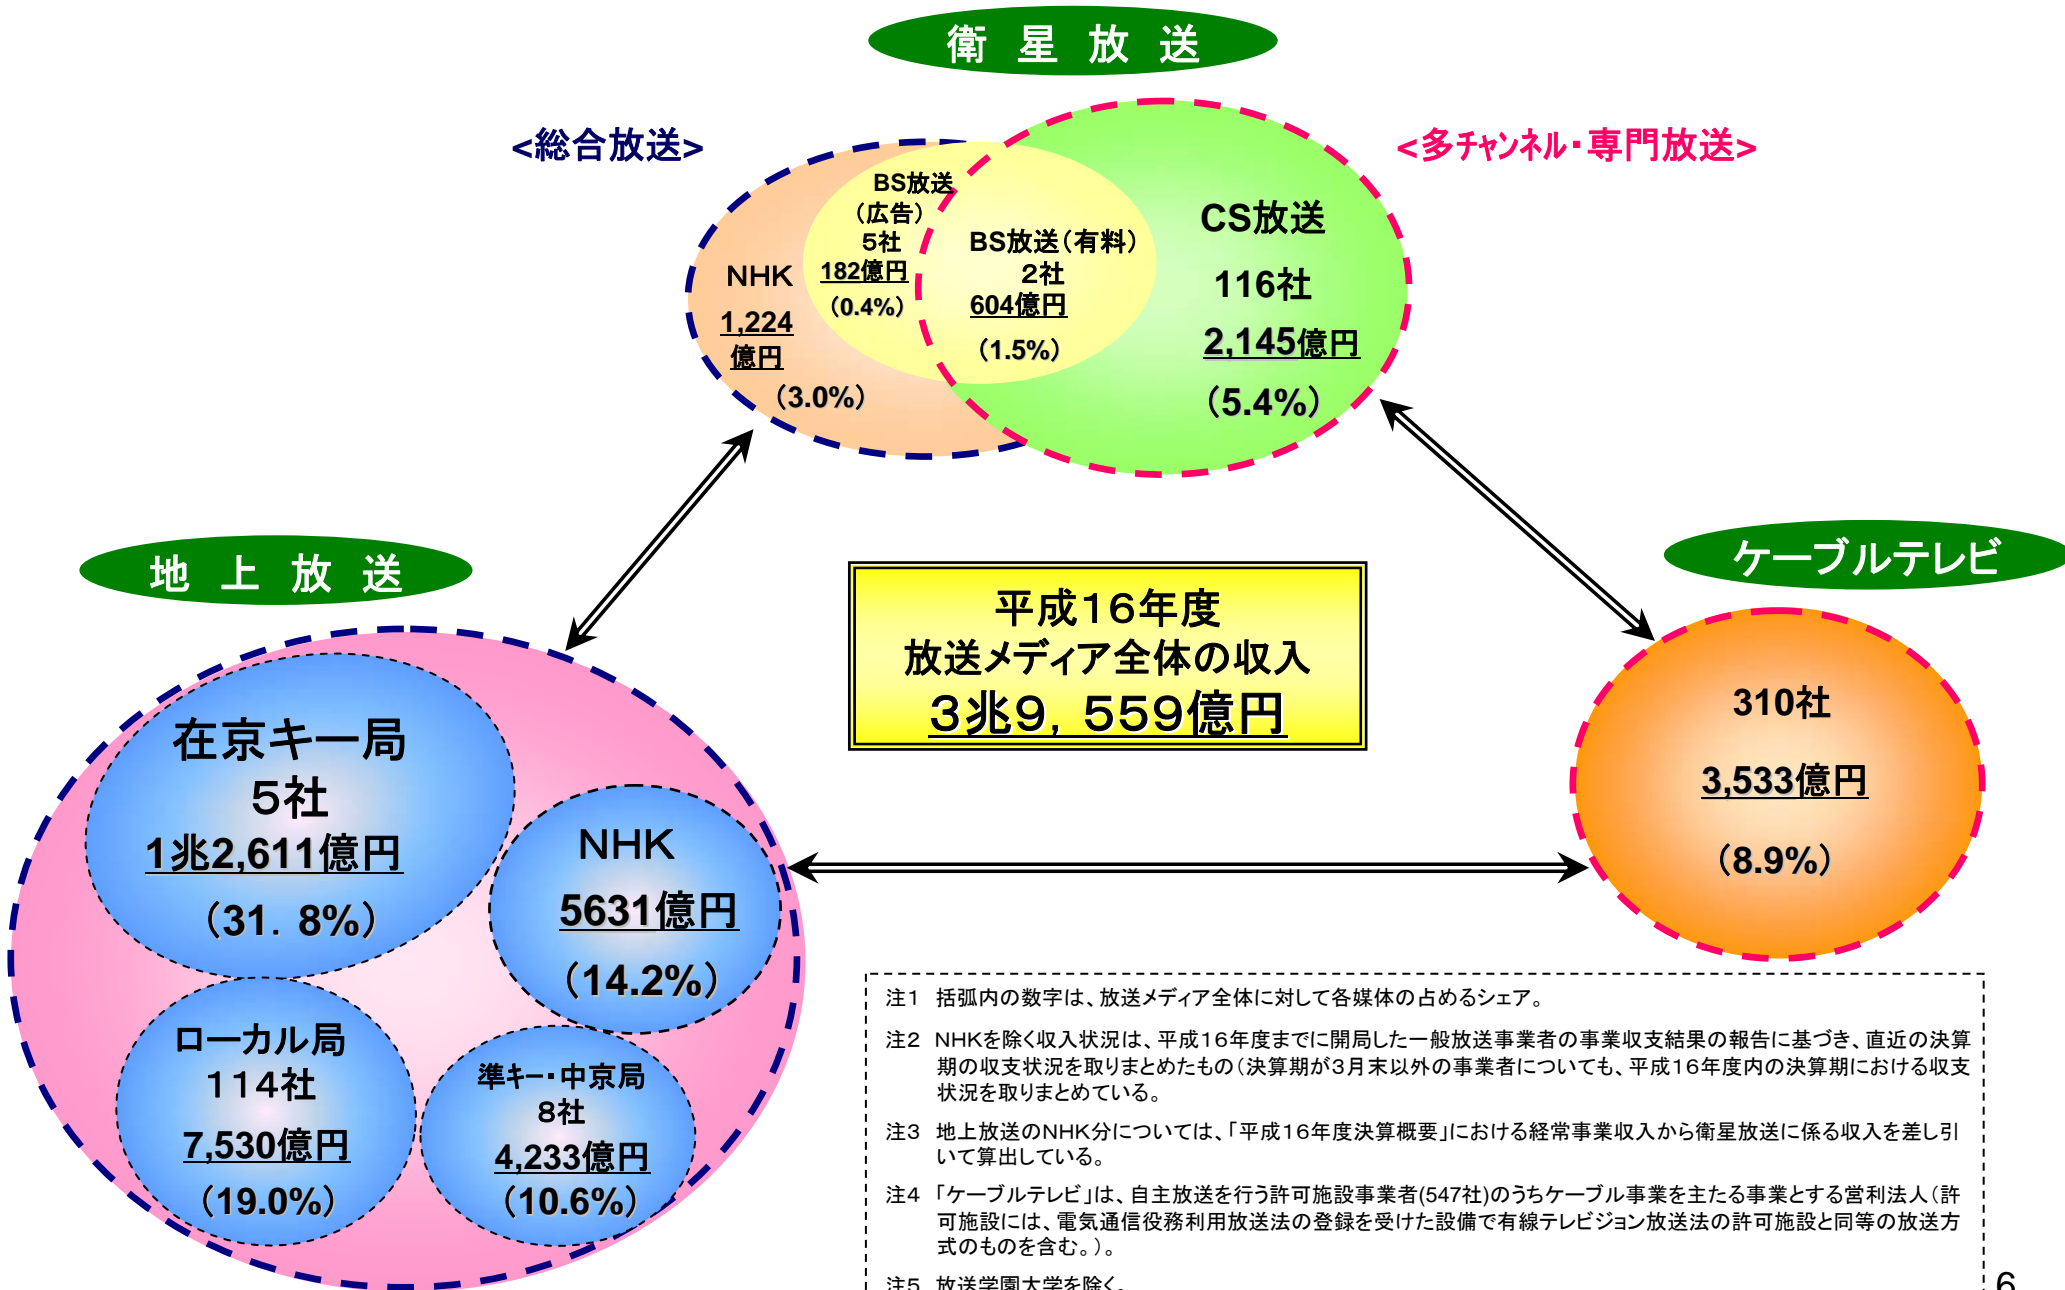 衛 星 放 送
<総合放送>
<多チャンネル・専門放送>
BS放送
（広告）
5社
182億円
（0.4%）
BS放送（有料）
2社
604億円
（1.5%）
CS放送
116社
2,145億円
（5.4%）
NHK
1,224
億円
（3.0%）
地 上 放 送
ケーブルテレビ
平成16年度
放送メディア全体の収入
3兆9，559億円
在京キー局
5社
1兆2,611億円
（31．8%）
NHK
5631億円
（14.2%）
ローカル局
114社
7,530億円
（19.0%）
準キー・中京局
8社
4,233億円
（10.6%）
310社
3,533億円
（8.9%）
注1 括弧内の数字は、放送メディア全体に対して各媒体の占めるシェア。
注2 NHKを除く収入状況は、平成16年度までに開局した一般放送事業者の事業収支結果の報告に基づき、直近の決算
期の収支状況を取りまとめたもの（決算期が3月末以外の事業者についても、平成16年度内の決算期における収支
状況を取りまとめている。
注3 地上放送のNHK分については、「平成16年度決算概要」における経常事業収入から衛星放送に係る収入を差し引
いて算出している。
注4 「ケーブルテレビ」は、自主放送を行う許可施設事業者(547社)のうちケーブル事業を主たる事業とする営利法人（許
可施設には、電気通信役務利用放送法の登録を受けた設備で有線テレビジョン放送法の許可施設と同等の放送方
式のものを含む。）。
注5 放送学園大学を除く。
6